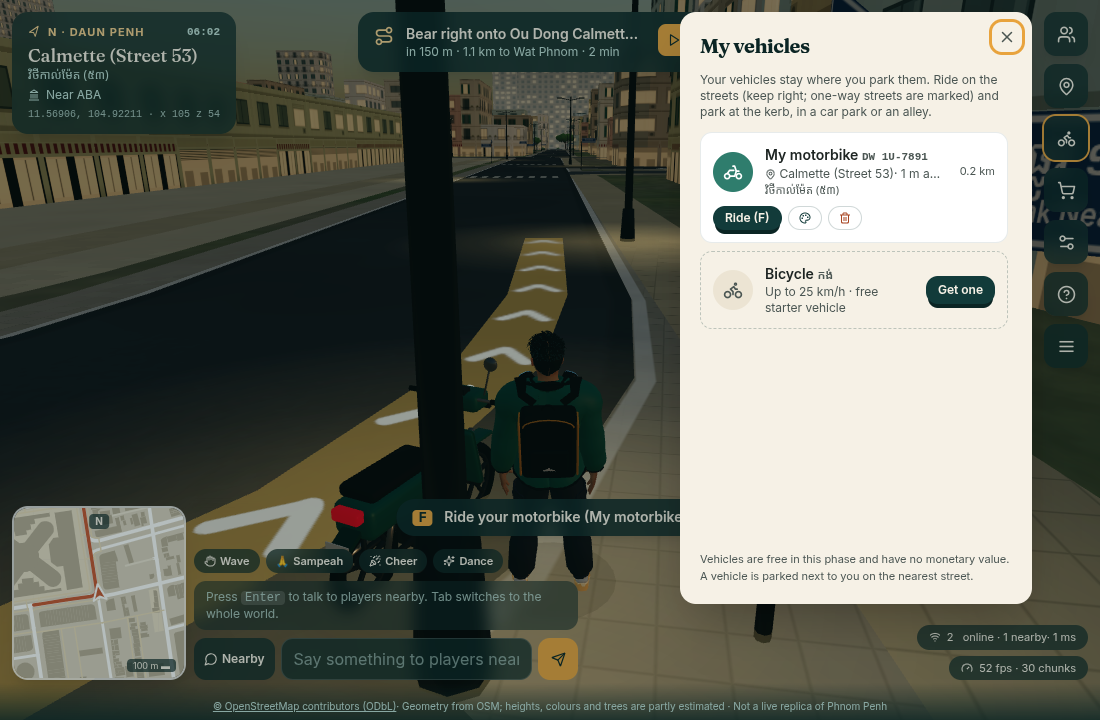 N · DAUN PENH 06:02
Calmette (Street 53)
វិថីកាល់ម៉ែត (៥៣)
Near ABA
11.56906, 104.92211 · x 105 z 54
Bear right onto Ou Dong Calmett...
in 150 m · 1.1 km to Wat Phnom · 2 min
My vehicles
Your vehicles stay where you park them. Ride on the
streets (keep right; one-way streets are marked) and
park at the kerb, in a car park or an alley.
My motorbike DW 1U-7891
Calmette (Street 53)· 1 m a... 0.2 km
វិថីកាល់ម៉ែត (៥៣)
Ride (F)
Bicycle កង់
Up to 25 km/h · free
starter vehicle
Get one
Vehicles are free in this phase and have no monetary value.
A vehicle is parked next to you on the nearest street.
F Ride your motorbike (My motorbike
N
100 m
Wave Sampeah Cheer Dance
Press Enter to talk to players nearby. Tab switches to the
whole world.
Nearby Say something to players near
2 online · 1 nearby· 1 ms
52 fps · 30 chunks
© OpenStreetMap contributors (ODbL)· Geometry from OSM; heights, colours and trees are partly estimated · Not a live replica of Phnom Penh